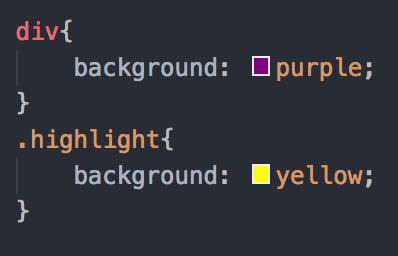 div{
    background: purple;
}
.highlight{
    background: yellow;
}